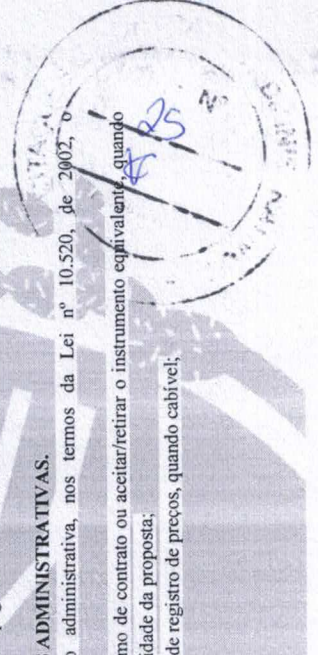 S ADMINISTRATIVAS.
o administrativa, nos termos da Lei nº 10.520, de 2002, o
mo de contrato ou aceitar/retirar o instrumento equivalente, quando
idade da proposta;
de registro de preços, quando cabível;
25
Nº